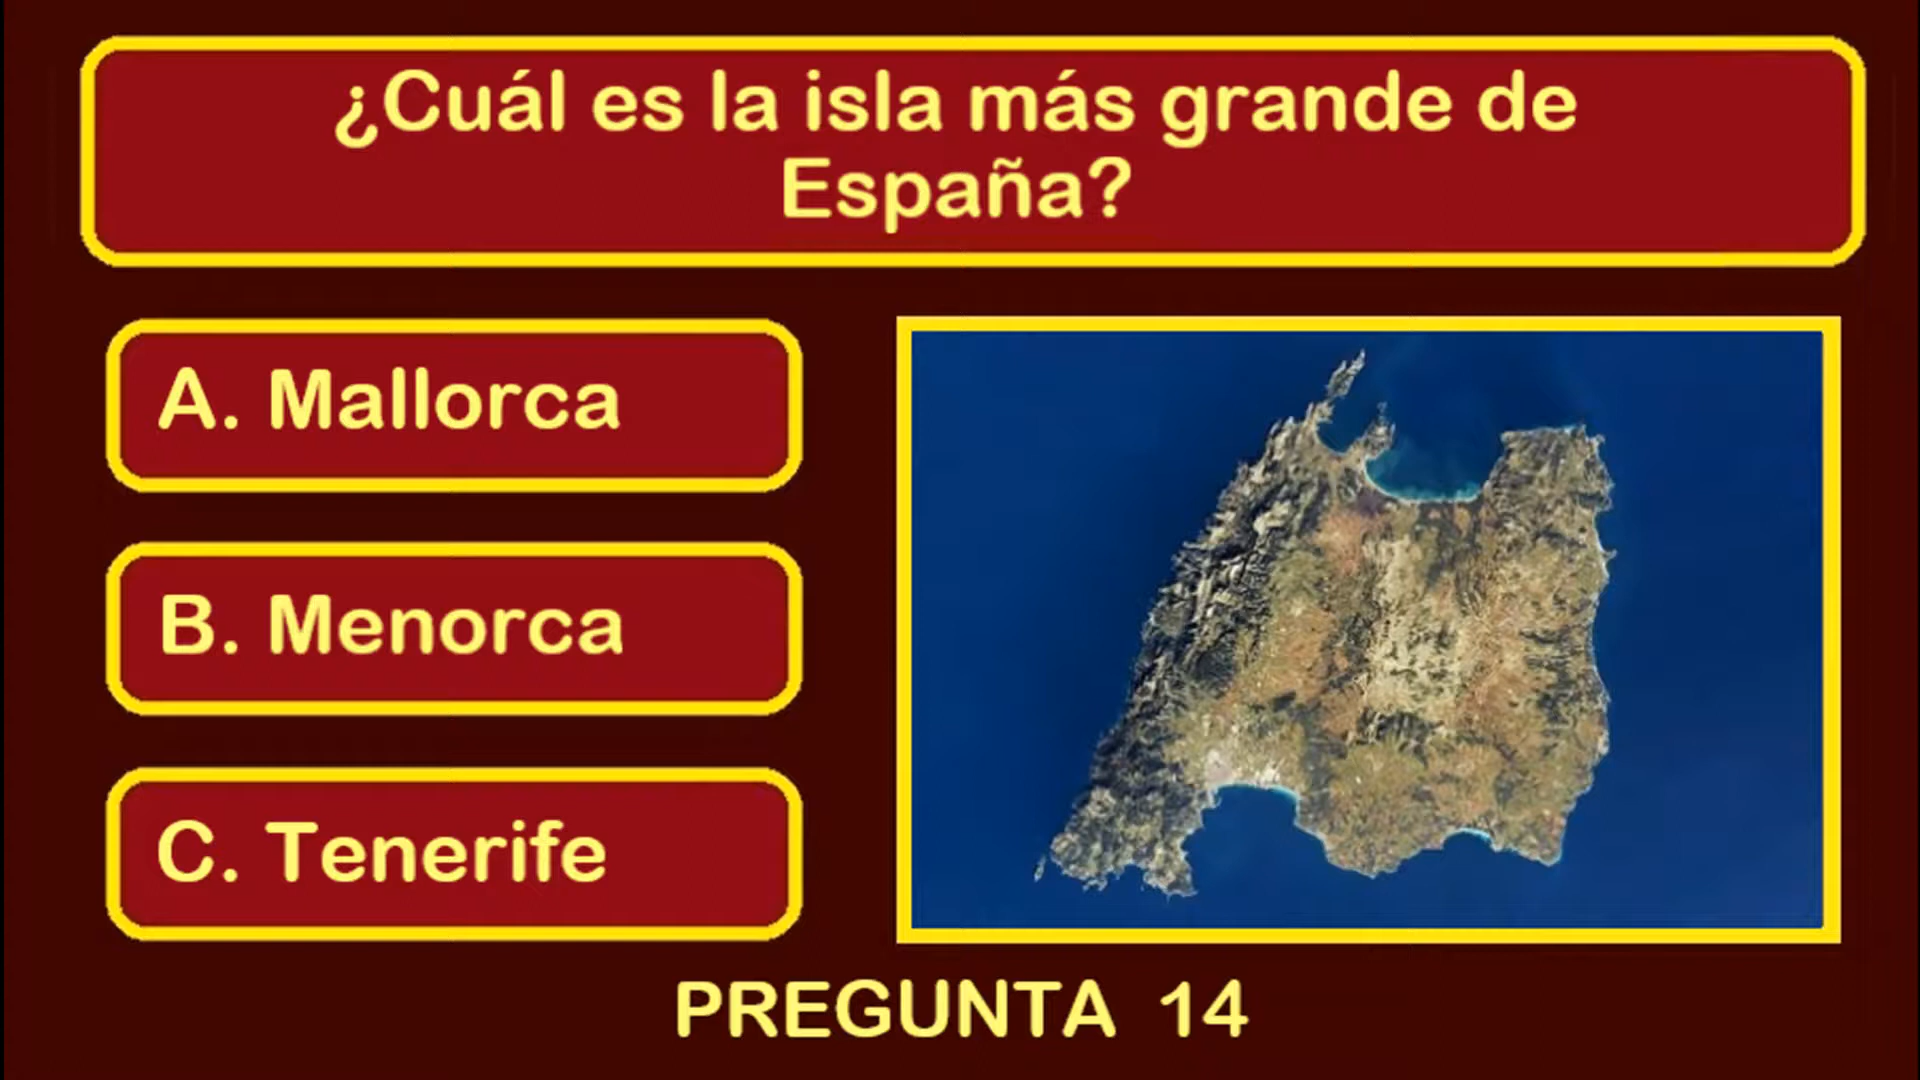 ¿Cuál es la isla más grande de
España?
A. Mallorca
B. Menorca
C. Tenerife
PREGUNTA 14